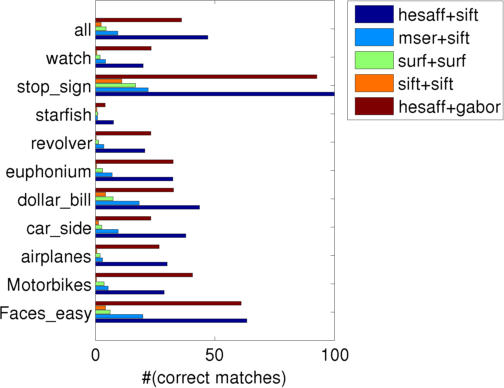 all
watch
stop_sign
starfish
revolver
euphonium
dollar_bill
car_side
airplanes
Motorbikes
Faces_easy
0
50
100
#(correct matches)
hesaff+sift
mser+sift
surf+surf
sift+sift
hesaff+gabor